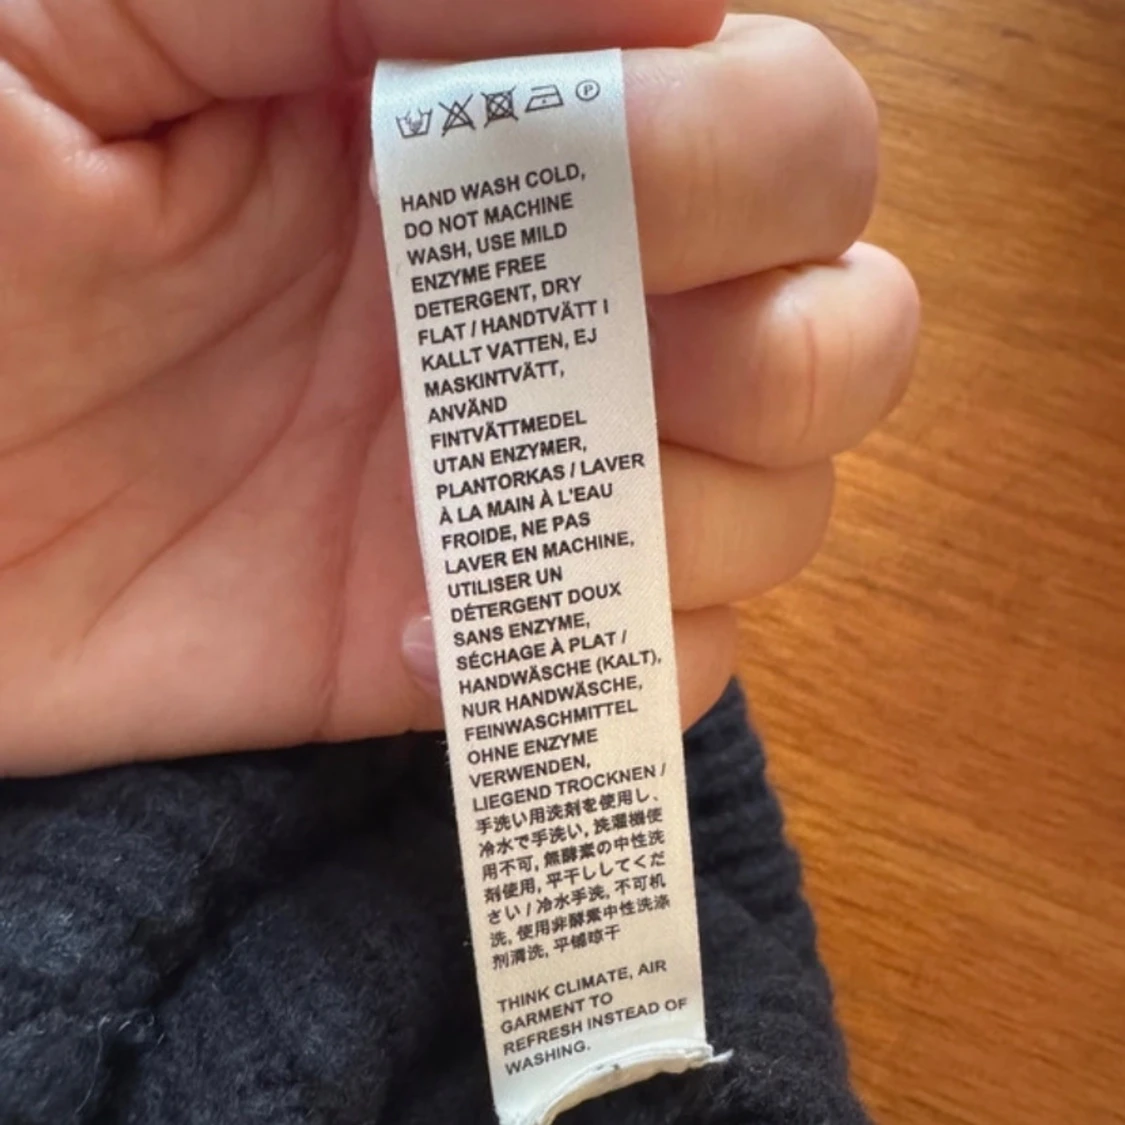 P
HAND WASH COLD,
DO NOT MACHINE
WASH, USE MILD
ENZYME FREE
DETERGENT, DRY
FLAT / HANDTVÄTT I
KALLT VATTEN, EJ
MASKINTVÄTT,
ANVÄND
FINTVÄTTMEDEL
UTAN ENZYMER,
PLANTORKAS / LAVER
À LA MAIN À L'EAU
FROIDE, NE PAS
LAVER EN MACHINE,
UTILISER UN
DÉTERGENT DOUX
SANS ENZYME,
SÉCHAGE À PLAT /
HANDWÄSCHE (KALT),
NUR HANDWÄSCHE,
FEINWASCHMITTEL
OHNE ENZYME
VERWENDEN,
LIEGEND TROCKNEN /
手洗い用洗剤を使用し、
冷水で手洗い, 洗濯機使
用不可, 無酵素の中性洗
剤使用, 平干ししてくだ
さい / 冷水手洗, 不可机
洗, 使用非酵素中性洗涤
剂清洗, 平铺晾干
THINK CLIMATE, AIR
GARMENT TO
REFRESH INSTEAD OF
WASHING.